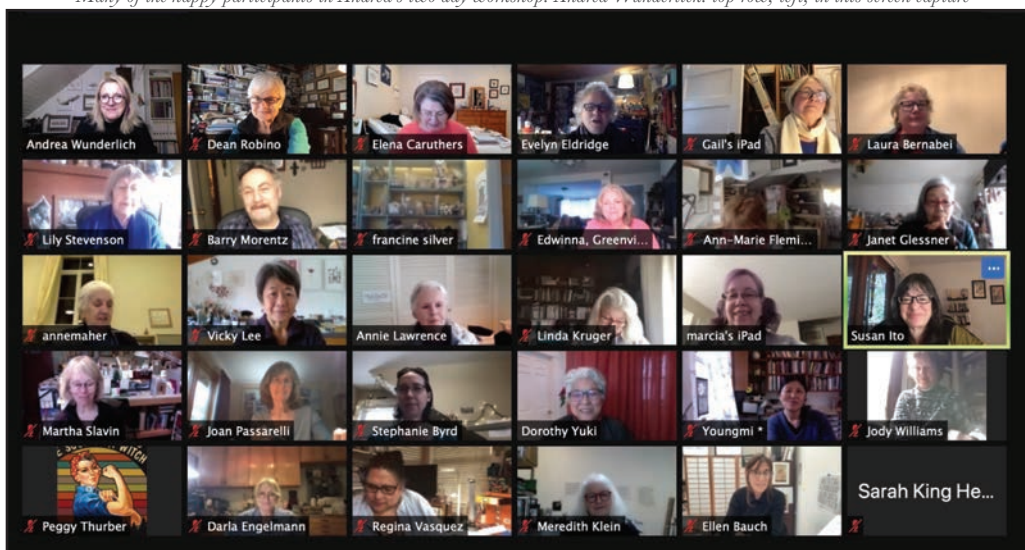 Many of the happy participants in Andrea's two day workshop. Andrea Wunderlich: top row, left, in this screen capture
Andrea Wunderlich
Dean Robino
Elena Caruthers
Evelyn Eldridge
Gail's iPad
Laura Bernabei
Lily Stevenson
Barry Morentz
francine silver
Edwinna, Greenvi...
Ann-Marie Flemi...
Janet Glessner
annemaher
Vicky Lee
Annie Lawrence
Linda Kruger
marcia's iPad
Susan Ito
Martha Slavin
Joan Passarelli
Stephanie Byrd
Dorothy Yuki
Youngmi *
Jody Williams
WITCH
Peggy Thurber
Darla Engelmann
Regina Vasquez
Meredith Klein
Ellen Bauch
Sarah King He...